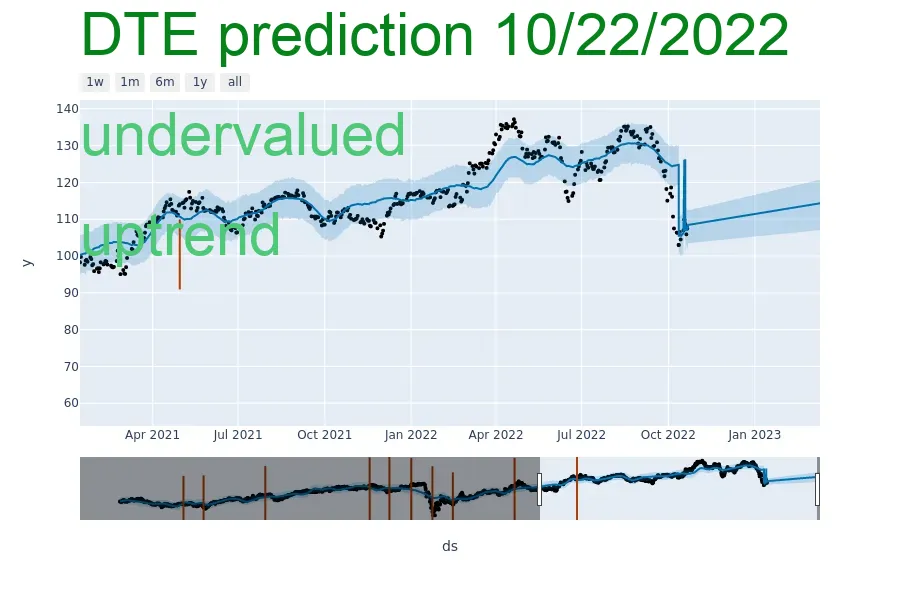 DTE prediction 10/22/2022
1w 1m 6m 1y all
140
undervalued
130
120
110
uptrend
100
90
80
70
60
y
Apr 2021 Jul 2021 Oct 2021 Jan 2022 Apr 2022 Jul 2022 Oct 2022 Jan 2023
ds